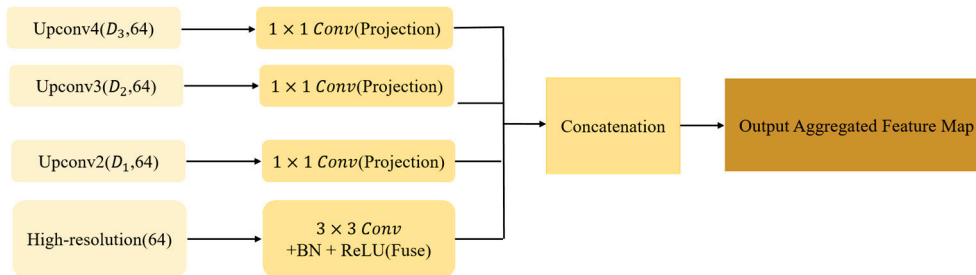 Upconv4(D₃,64)
1 × 1 Conv(Projection)
Upconv3(D₂,64)
1 × 1 Conv(Projection)
Upconv2(D₁,64)
1 × 1 Conv(Projection)
High-resolution(64)
3 × 3 Conv
+BN + ReLU(Fuse)
Concatenation
Output Aggregated Feature Map